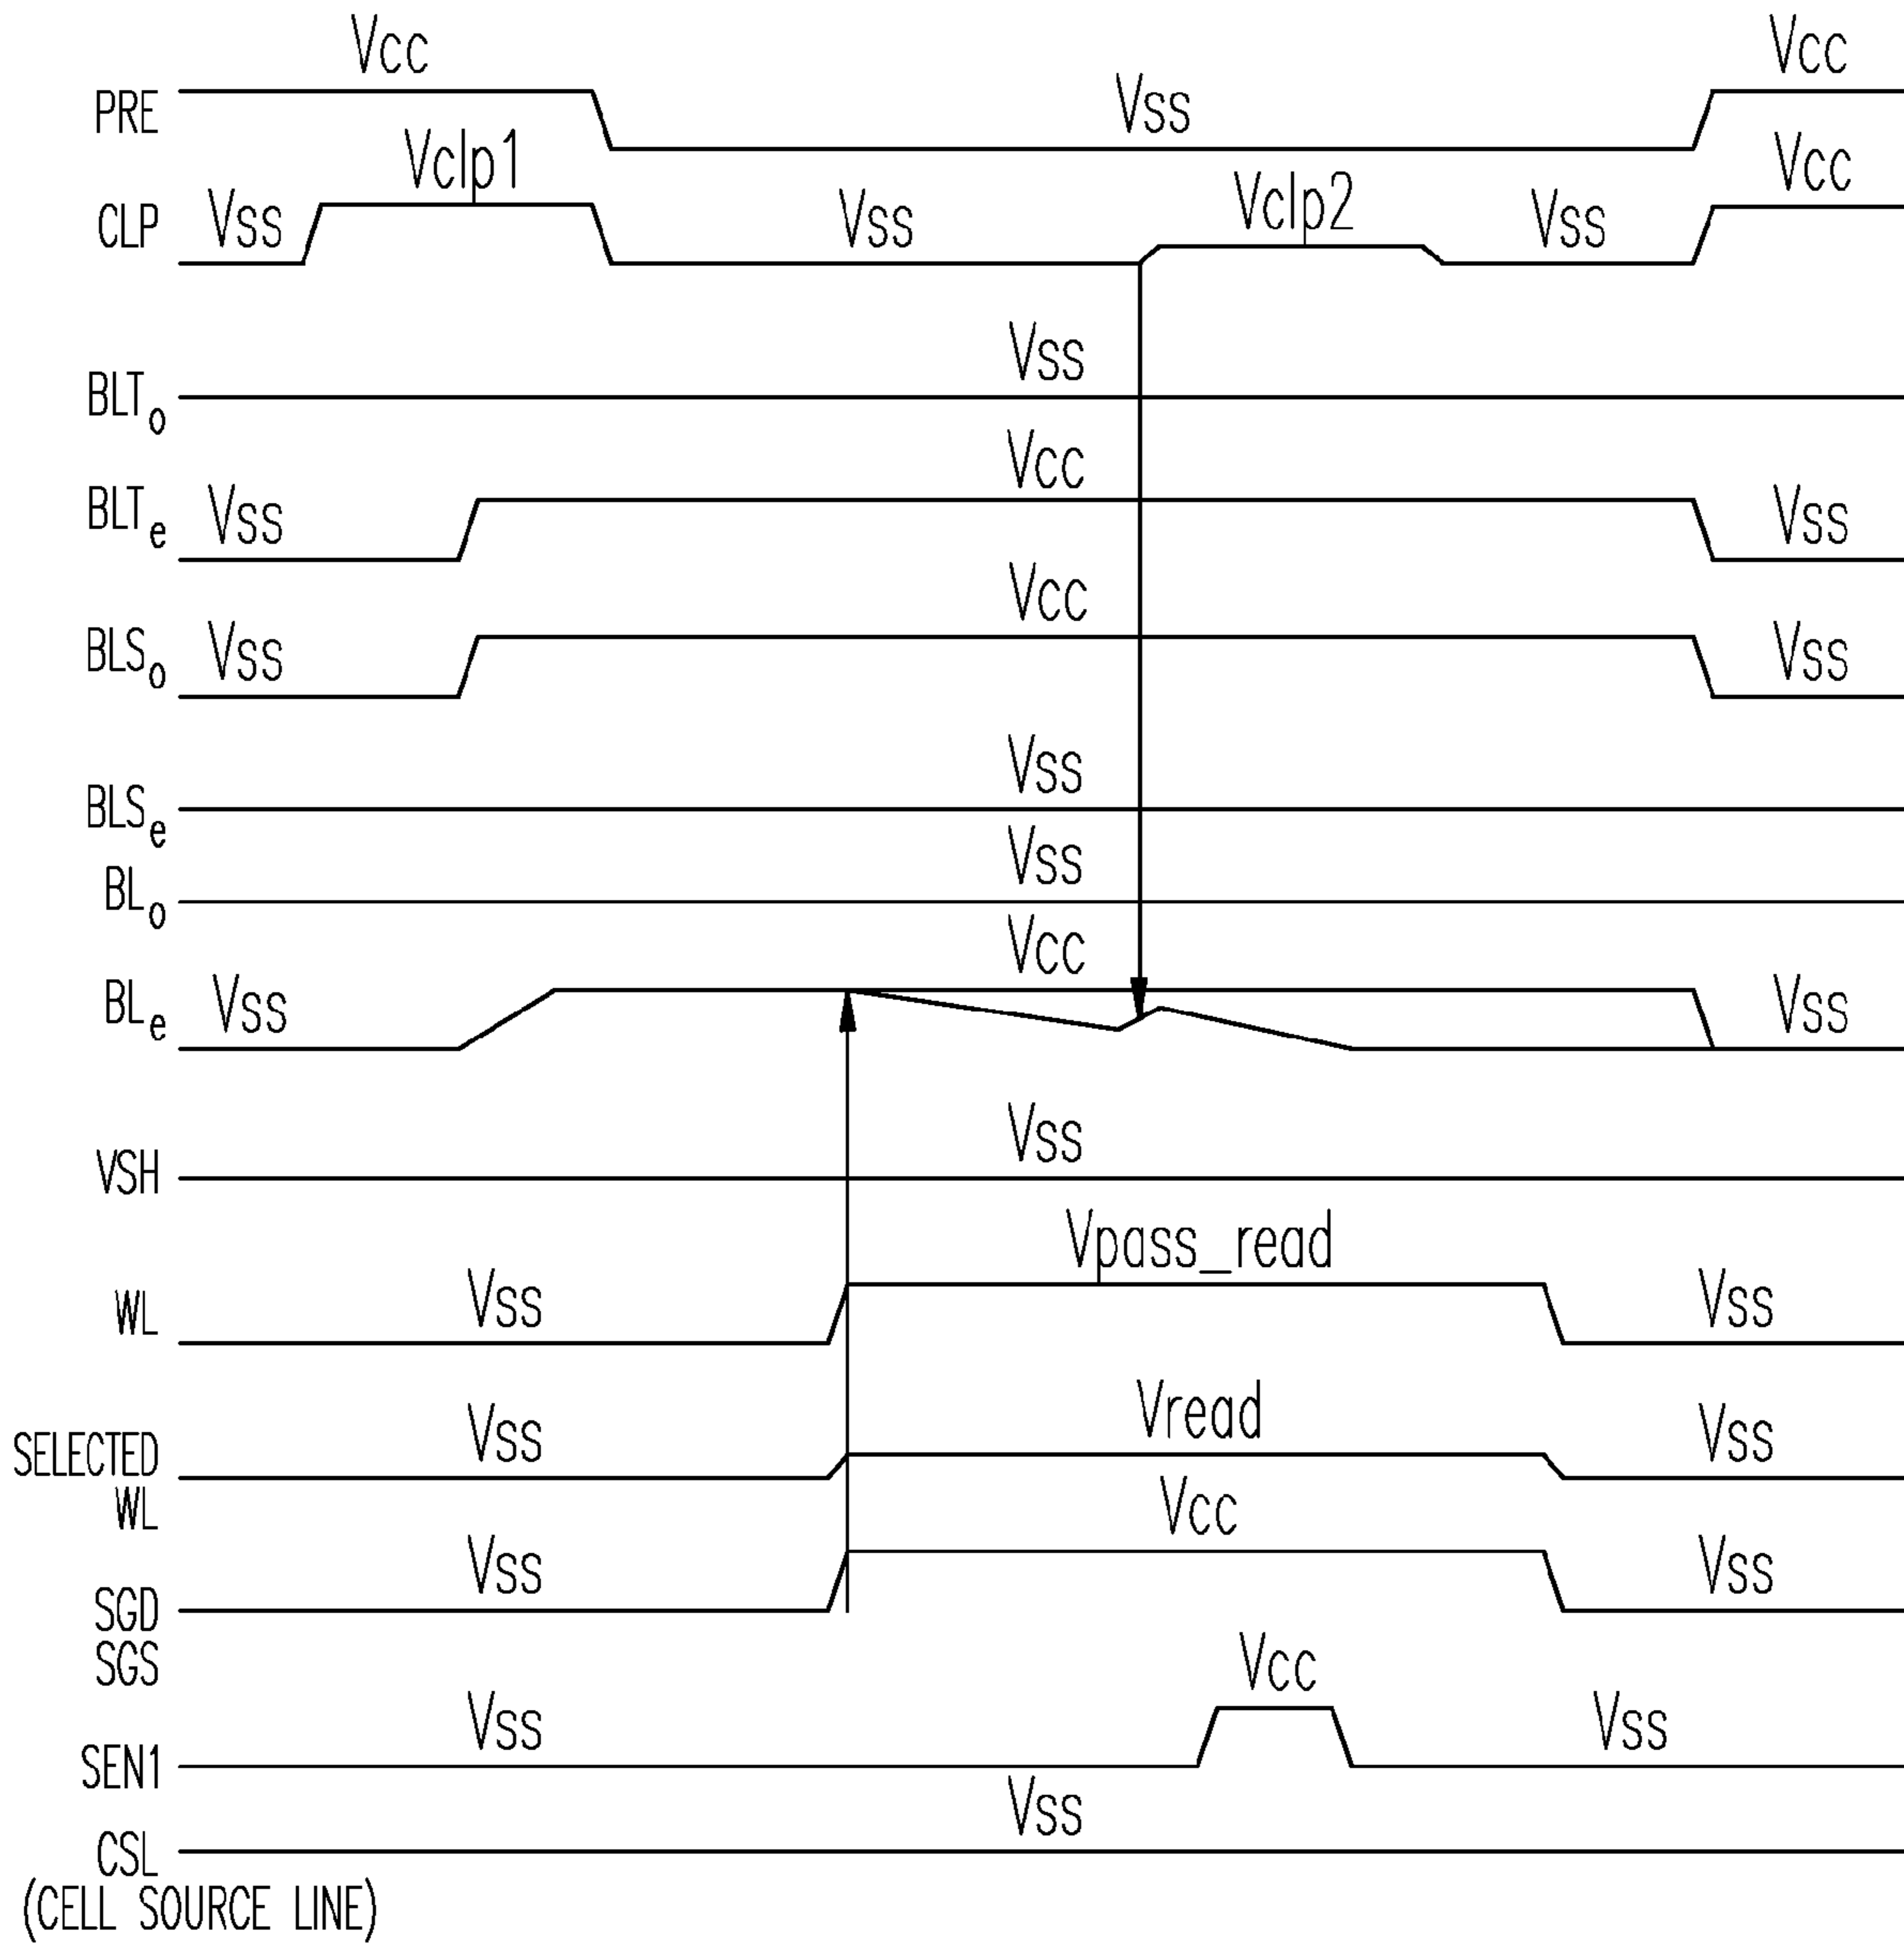 Vcc Vcc
PRE Vss
Vclp1 Vcc
CLP Vss Vss Vclp2 Vss
Vss
BLTo
Vcc
BLTe Vss Vss
Vcc
BLSo Vss Vss
Vss
BLSe
Vss
BLo
Vcc
BLe Vss Vss
Vss
VSH
Vpass_read
WL Vss Vss
Vread
SELECTED Vss Vss
WL
Vcc
SGD Vss Vss
SGS
Vcc
SEN1 Vss Vss
Vss
CSL
(CELL SOURCE LINE)